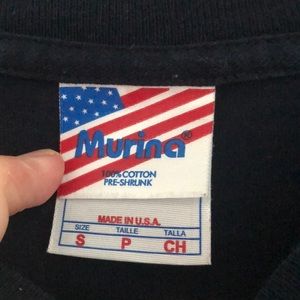 Murina®
100% COTTON
PRE-SHRUNK
MADE IN U.S.A.
SIZE TAILLE TALLA
S P CH